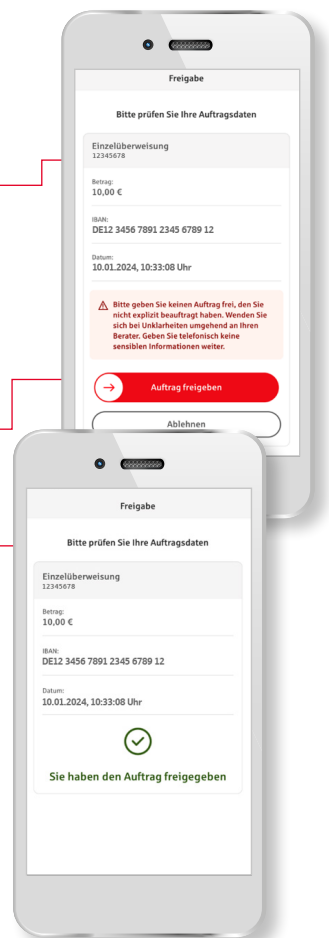 Freigabe
Bitte prüfen Sie Ihre Auftragsdaten
Einzelüberweisung
12345678
Betrag:
10,00 €
IBAN:
DE12 3456 7891 2345 6789 12
Datum:
10.01.2024, 10:33:08 Uhr
Bitte geben Sie keinen Auftrag frei, den Sie
nicht explizit beauftragt haben. Wenden Sie
sich bei Unklarheiten umgehend an Ihren
Berater. Geben Sie telefonisch keine
sensiblen Informationen weiter.
Auftrag freigeben
Ablehnen
Freigabe
Bitte prüfen Sie Ihre Auftragsdaten
Einzelüberweisung
12345678
Betrag:
10,00 €
IBAN:
DE12 3456 7891 2345 6789 12
Datum:
10.01.2024, 10:33:08 Uhr
Sie haben den Auftrag freigegeben